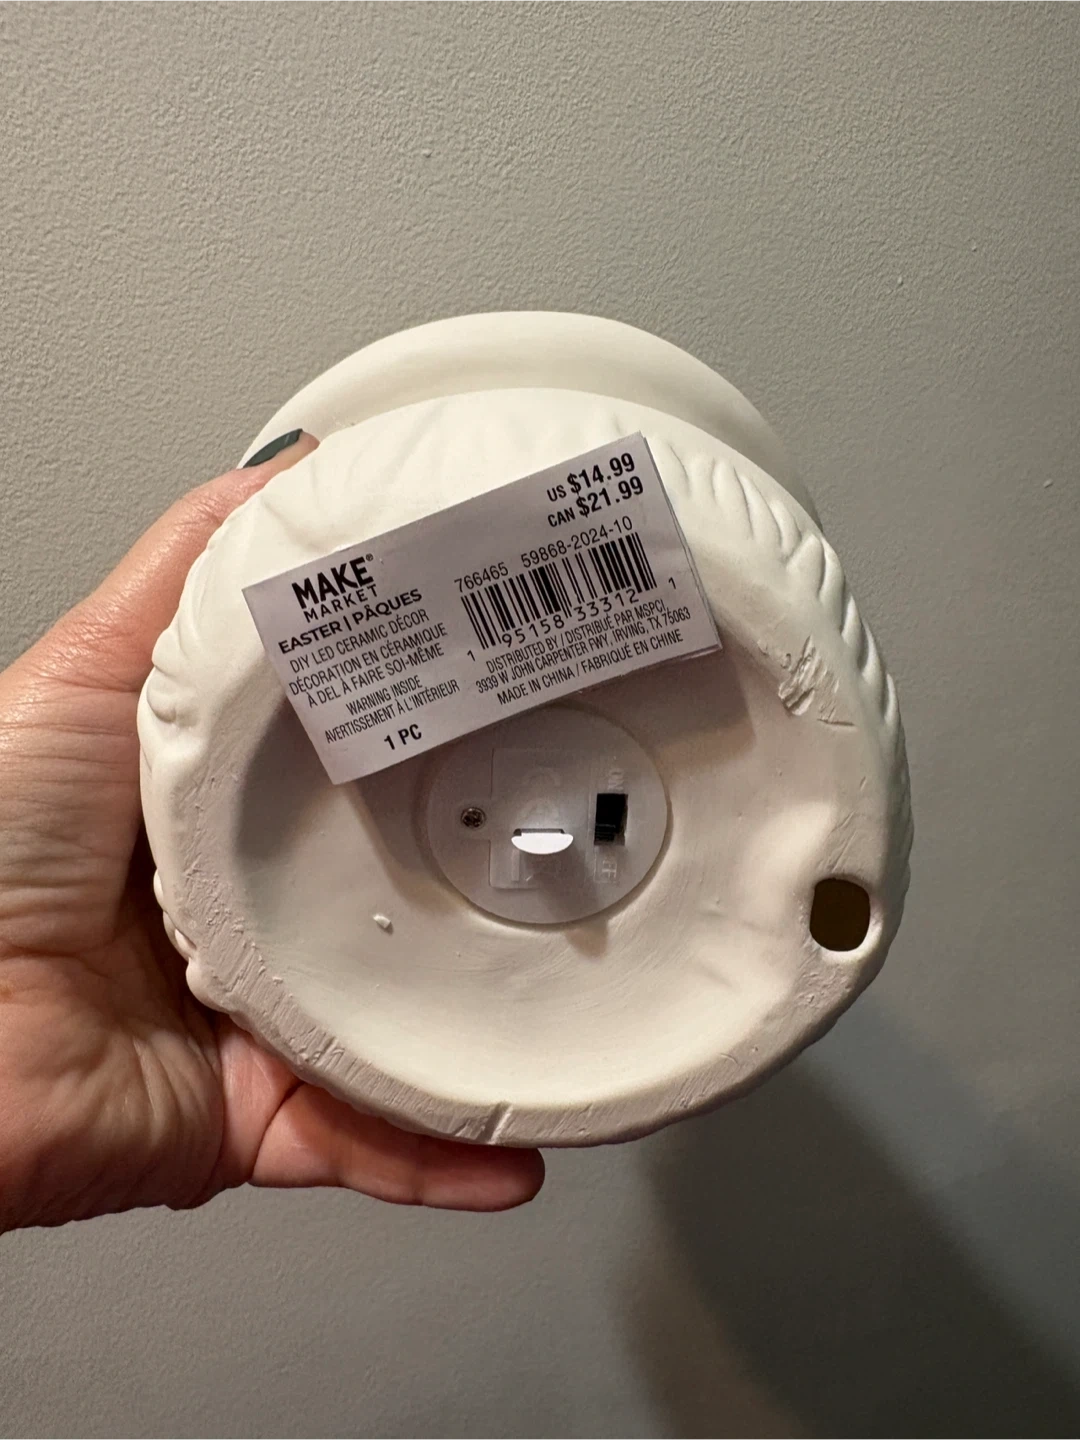 US $14.99
CAN $21.99
MAKE®
MARKET
EASTER | PÂQUES
DIY LED CERAMIC DÉCOR
DÉCORATION EN CÉRAMIQUE
À DEL À FAIRE SOI-MÊME
WARNING INSIDE
AVERTISSEMENT À L'INTÉRIEUR
1 PC
766465 59868-2024-10
1 95158 33312 1
DISTRIBUTED BY / DISTRIBUÉ PAR MSPCI,
3939 W JOHN CARPENTER FWY, IRVING, TX 75063
MADE IN CHINA / FABRIQUÉ EN CHINE